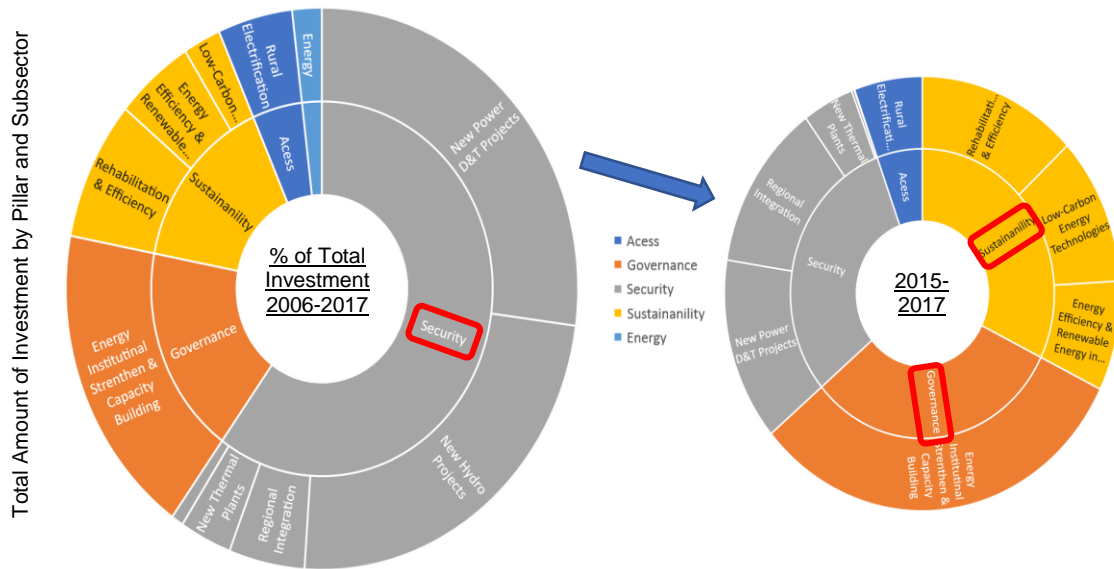 Total Amount of Investment by Pillar and Subsector
% of Total
Investment
2006-2017
Security
New Power
D&T Projects
New Hydro
Projects
Regional
Integration
New Thermal
Plants
Governance
Energy
Institutinal
Strenthen &
Capacity
Building
Sustananility
Rehabilitation
& Efficiency
Energy
Efficiency &
Renewable...
Low-Carbon...
Acess
Rural
Electrification
Energy
Acess
Governance
Security
Sustananility
Energy
2015-
2017
Sustananility
Rehabilitati...
& Efficiency
Low-Carbon
Energy
Technologies
Energy
Efficiency &
Renewable
Energy in...
Governance
Energy
Institutinal
Strenthen &
Capacity
Building
Security
New Power
D&T Projects
Regional
Integration
New Thermal
Plants
Acess
Rural
Electrificati...